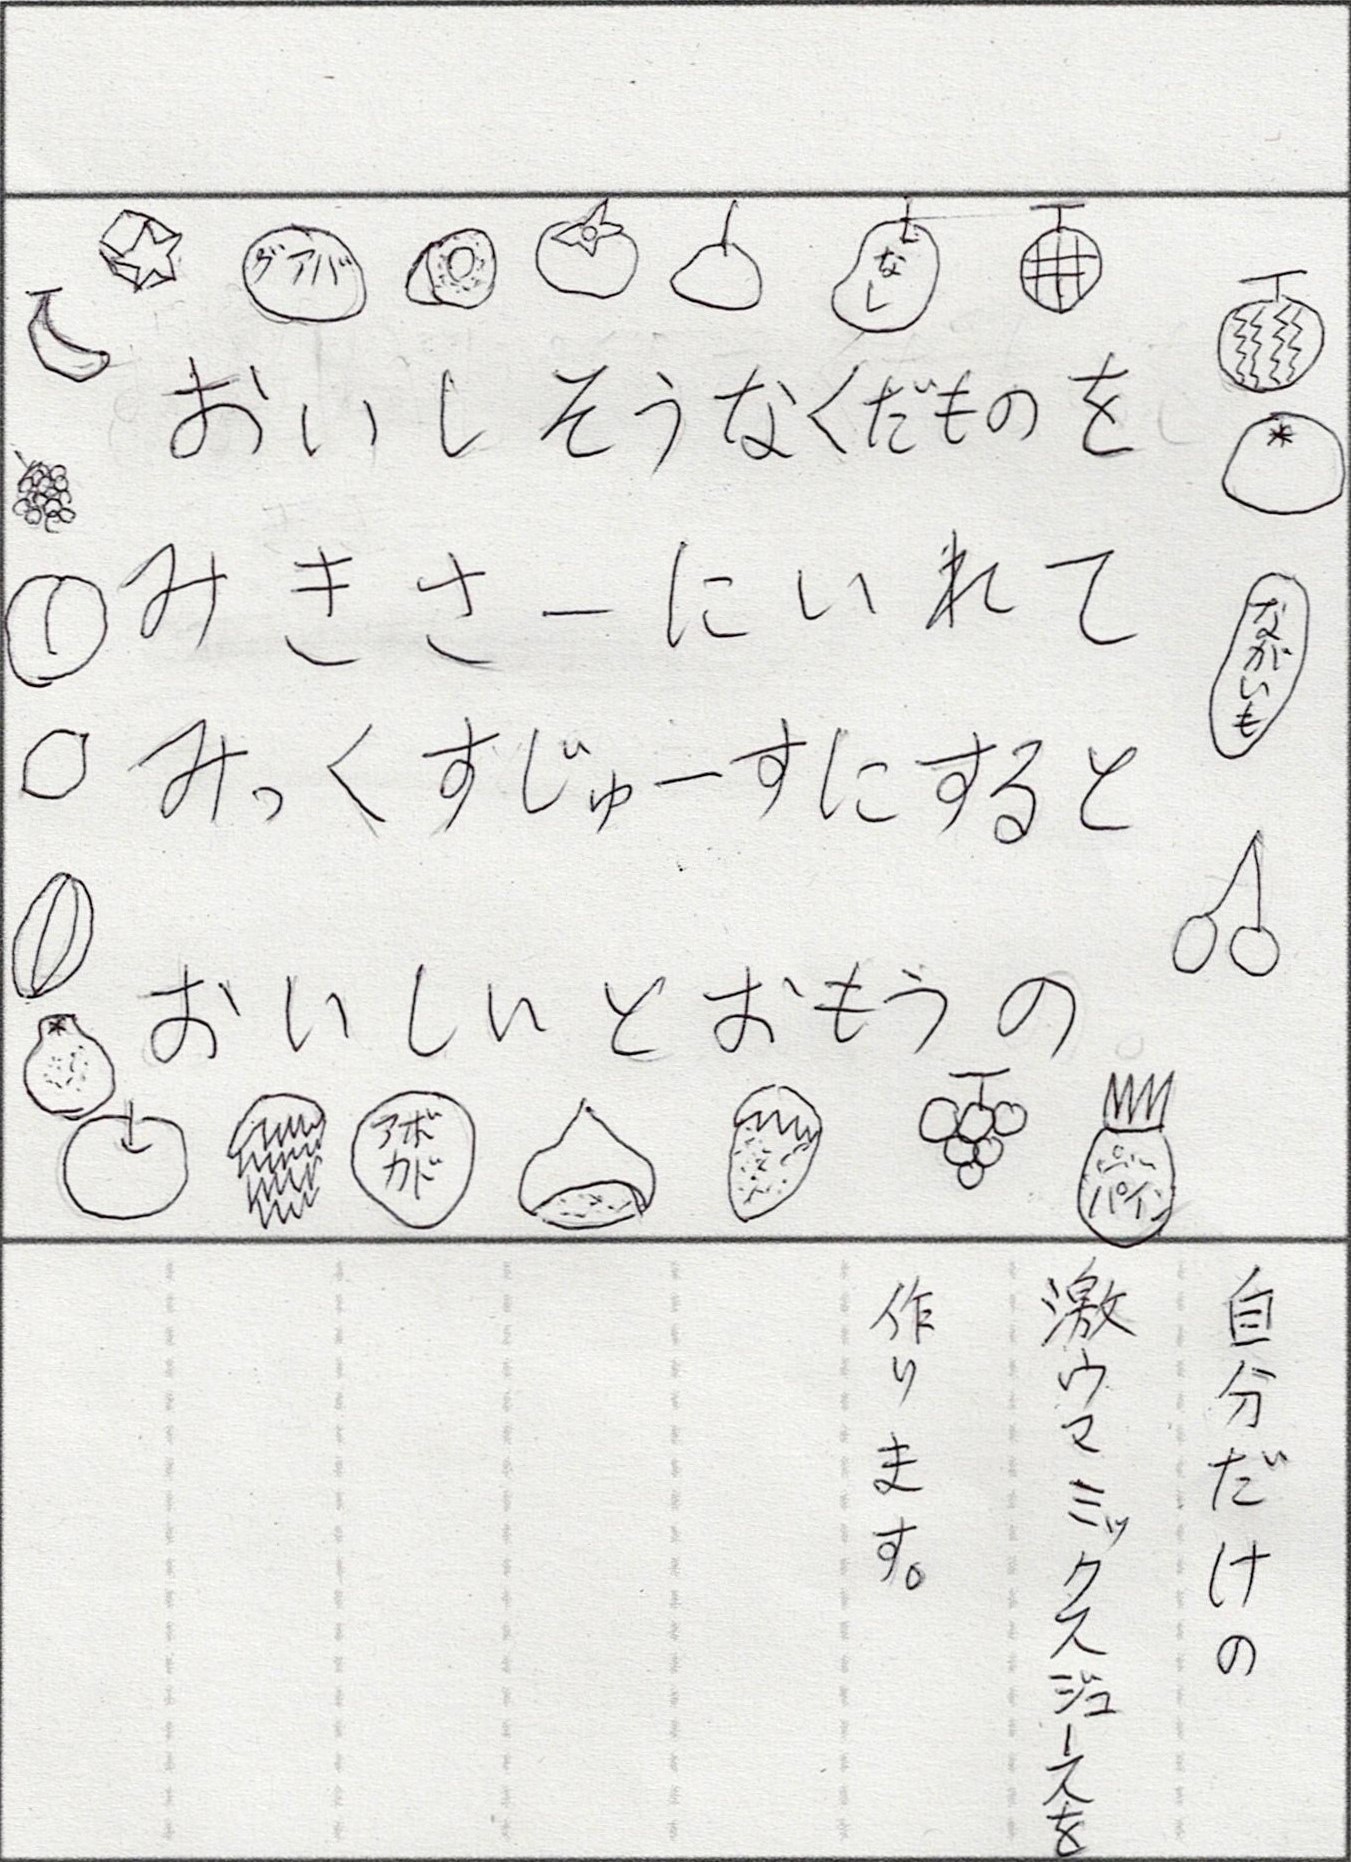 グアバ
なし
おいしそうなくだものを
みきさーにいれて
ながいも
みっくすじゅーすにすると
おいしいとおもうの
アボ
カド
パイン
自分だけの
激ウマミックスジュースを
作ります。